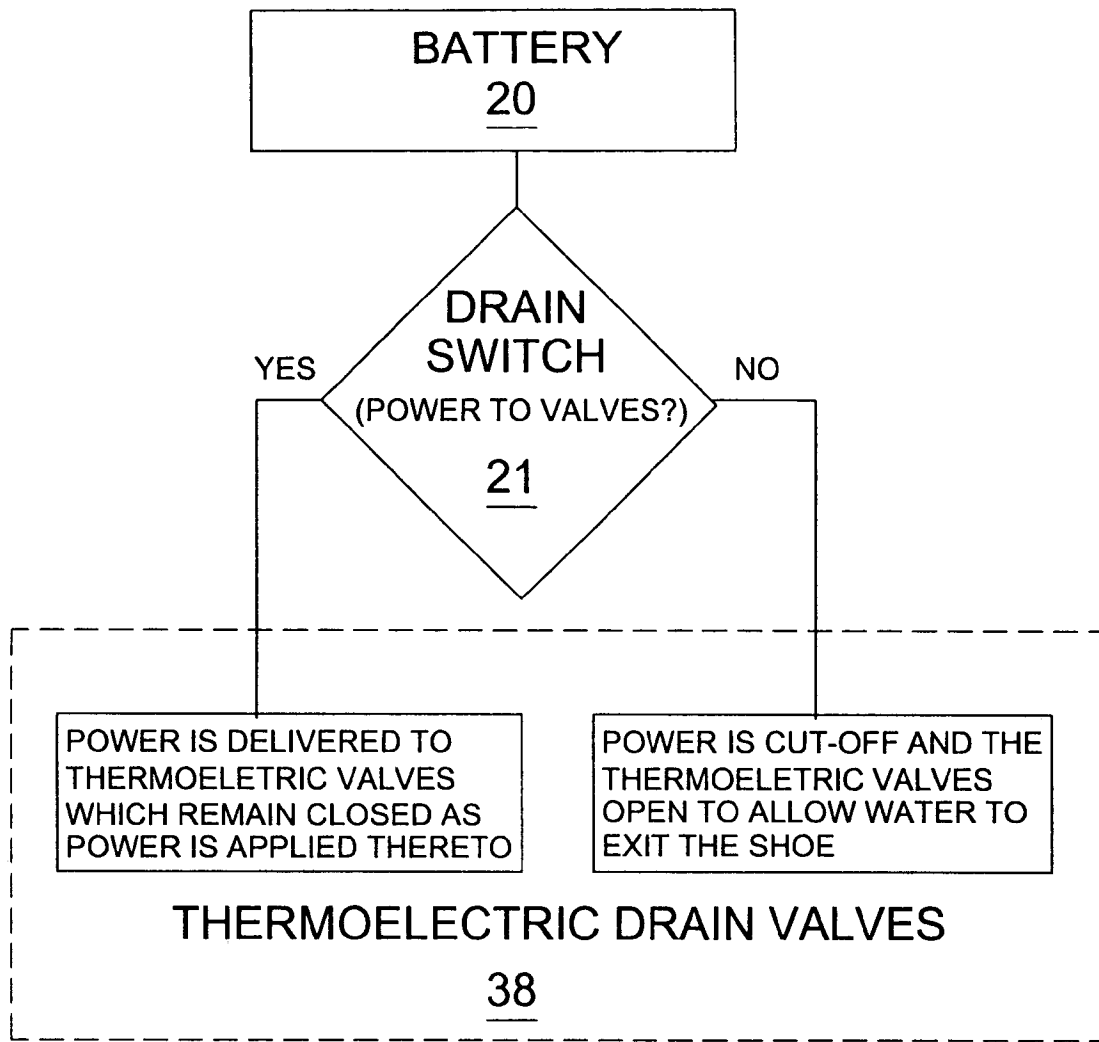 BATTERY
20
DRAIN
SWITCH
(POWER TO VALVES?)
21
YES
NO
POWER IS DELIVERED TO
THERMOELETRIC VALVES
WHICH REMAIN CLOSED AS
POWER IS APPLIED THERETO
POWER IS CUT-OFF AND THE
THERMOELETRIC VALVES
OPEN TO ALLOW WATER TO
EXIT THE SHOE
THERMOELECTRIC DRAIN VALVES
38